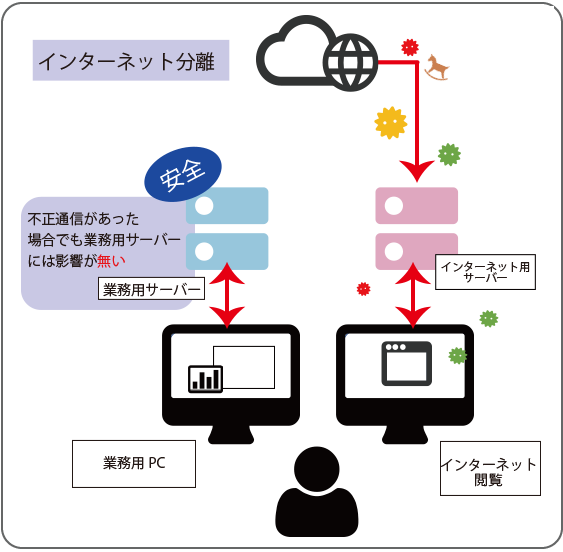 インターネット分離
安全
不正通信があった
場合でも業務用サーバー
には影響が無い
業務用サーバー
インターネット用
サーバー
業務用 PC
インターネット
閲覧